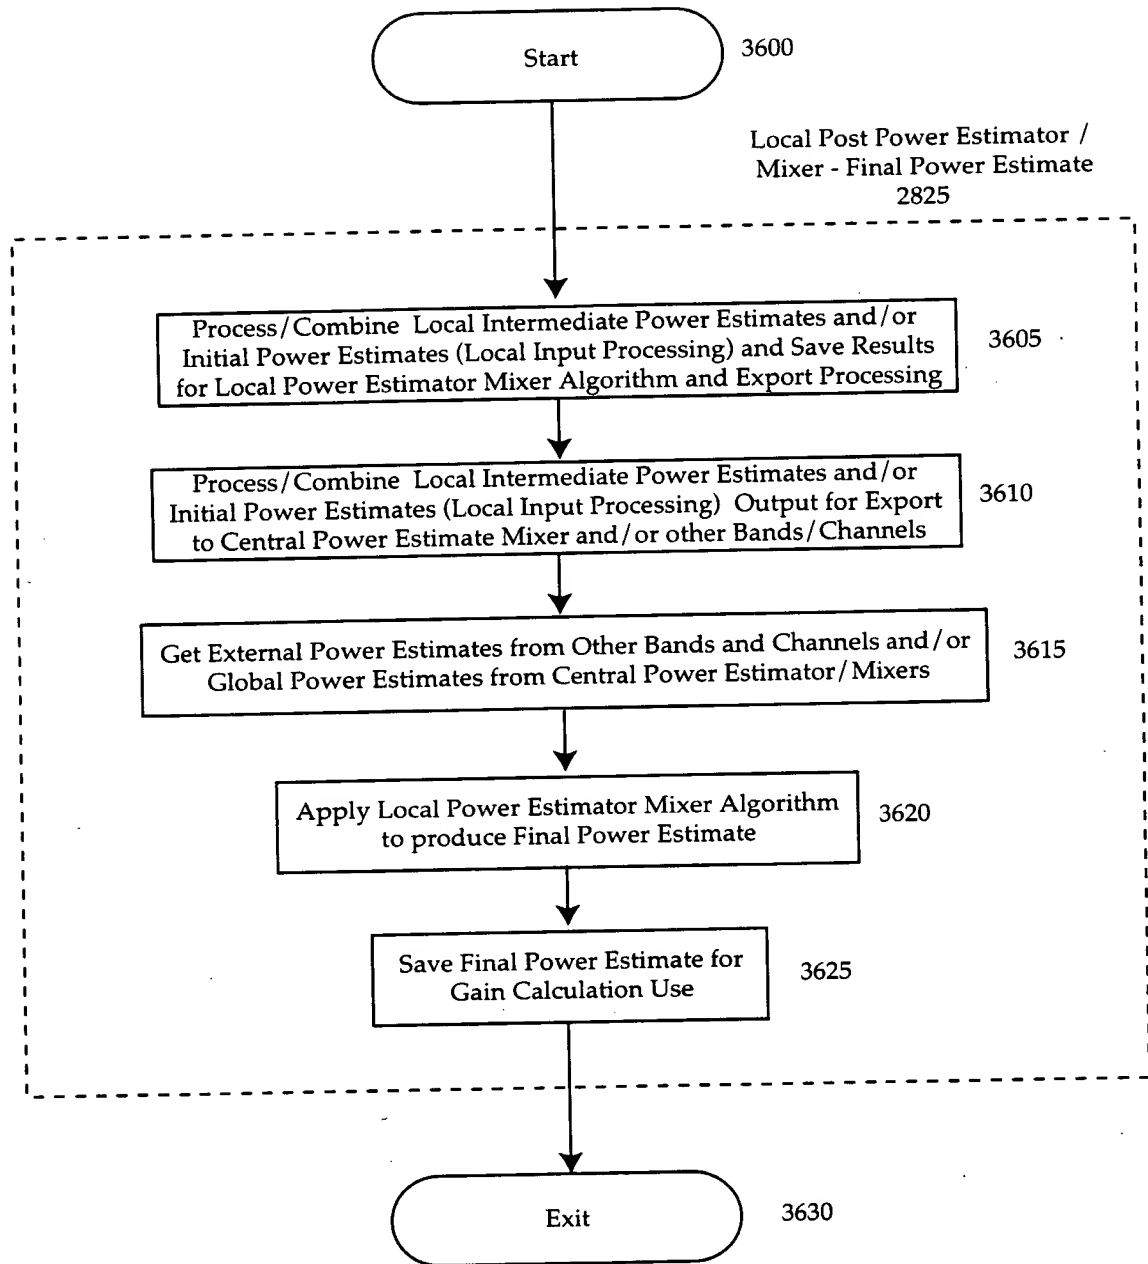 Start
3600
Local Post Power Estimator /
Mixer - Final Power Estimate
2825
Process/Combine Local Intermediate Power Estimates and/or
Initial Power Estimates (Local Input Processing) and Save Results
for Local Power Estimator Mixer Algorithm and Export Processing
3605
Process/Combine Local Intermediate Power Estimates and/or
Initial Power Estimates (Local Input Processing) Output for Export
to Central Power Estimate Mixer and/or other Bands/Channels
3610
Get External Power Estimates from Other Bands and Channels and/or
Global Power Estimates from Central Power Estimator/Mixers
3615
Apply Local Power Estimator Mixer Algorithm
to produce Final Power Estimate
3620
Save Final Power Estimate for
Gain Calculation Use
3625
Exit
3630